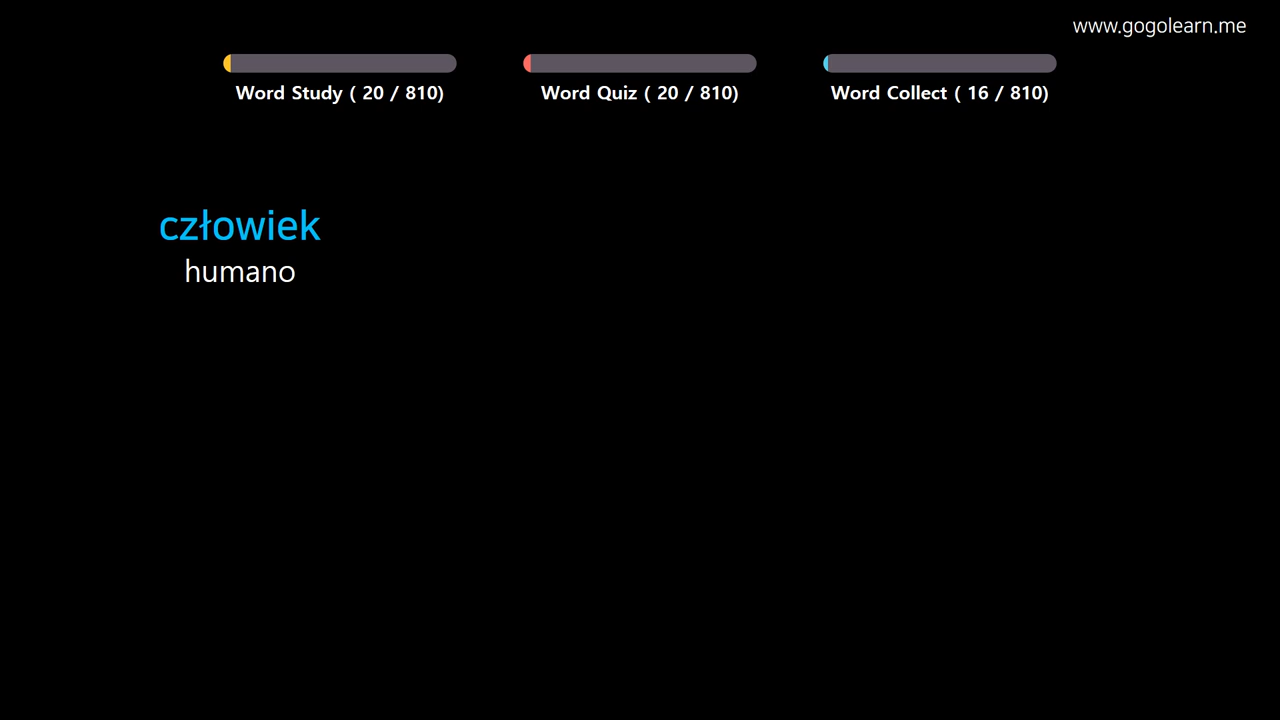 www.gogolearn.me
Word Study ( 20 / 810)
Word Quiz ( 20 / 810)
Word Collect ( 16 / 810)
człowiek
humano